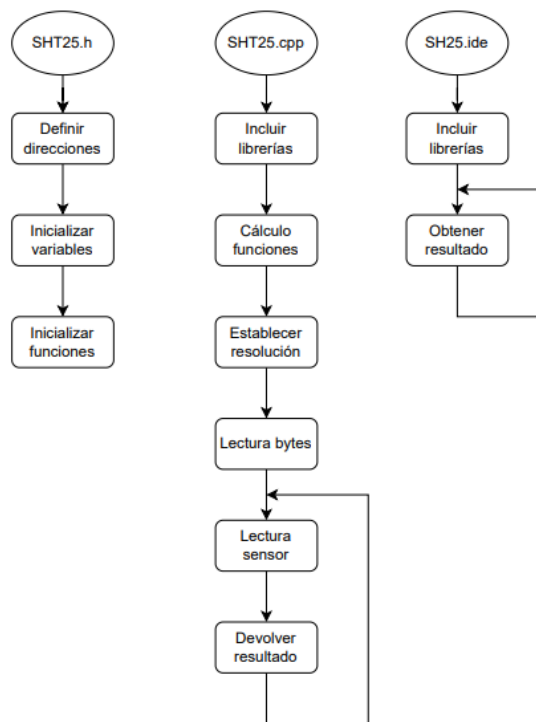 SHT25.h
Definir
direcciones
Inicializar
variables
Inicializar
funciones
SHT25.cpp
Incluir
librerías
Cálculo
funciones
Establecer
resolución
Lectura bytes
Lectura
sensor
Devolver
resultado
SH25.ide
Incluir
librerías
Obtener
resultado